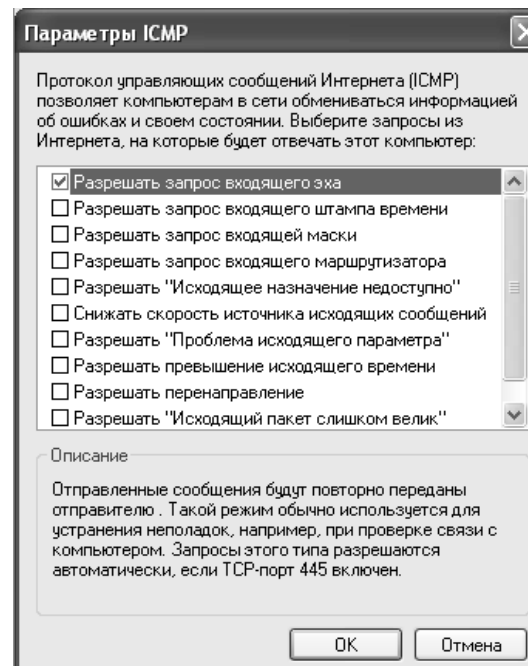 Параметры ICMP
Протокол управляющих сообщений Интернета (ICMP)
позволяет компьютерам в сети обмениваться информацией
об ошибках и своем состоянии. Выберите запросы из
Интернета, на которые будет отвечать этот компьютер:
Разрешать запрос входящего эха
Разрешать запрос входящего штампа времени
Разрешать запрос входящей маски
Разрешать запрос входящего маршрутизатора
Разрешать "Исходящее назначение недоступно"
Снижать скорость источника исходящих сообщений
Разрешать "Проблема исходящего параметра"
Разрешать превышение исходящего времени
Разрешать перенаправление
Разрешать "Исходящий пакет слишком велик"
Описание
Отправленные сообщения будут повторно переданы
отправителю . Такой режим обычно используется для
устранения неполадок, например, при проверке связи с
компьютером. Запросы этого типа разрешаются
автоматически, если TCP-порт 445 включен.
OK
Отмена